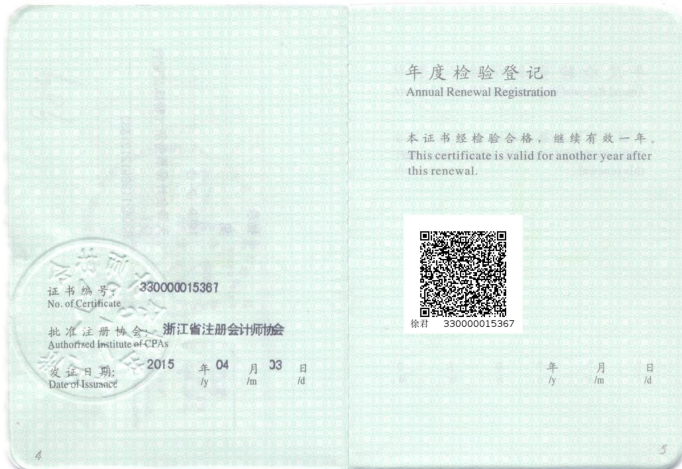 证书编号: 330000015367
No. of Certificate
批准注册协会: 浙江省注册会计师协会
Authorized Institute of CPAs
发证日期: 2015 年 04 月 03 日
Date of Issuance /y /m /d
4
年度检验登记
Annual Renewal Registration
本证书经检验合格，继续有效一年。
This certificate is valid for another year after
this renewal.
徐君 330000015367
年 月 日
/y /m /d
5